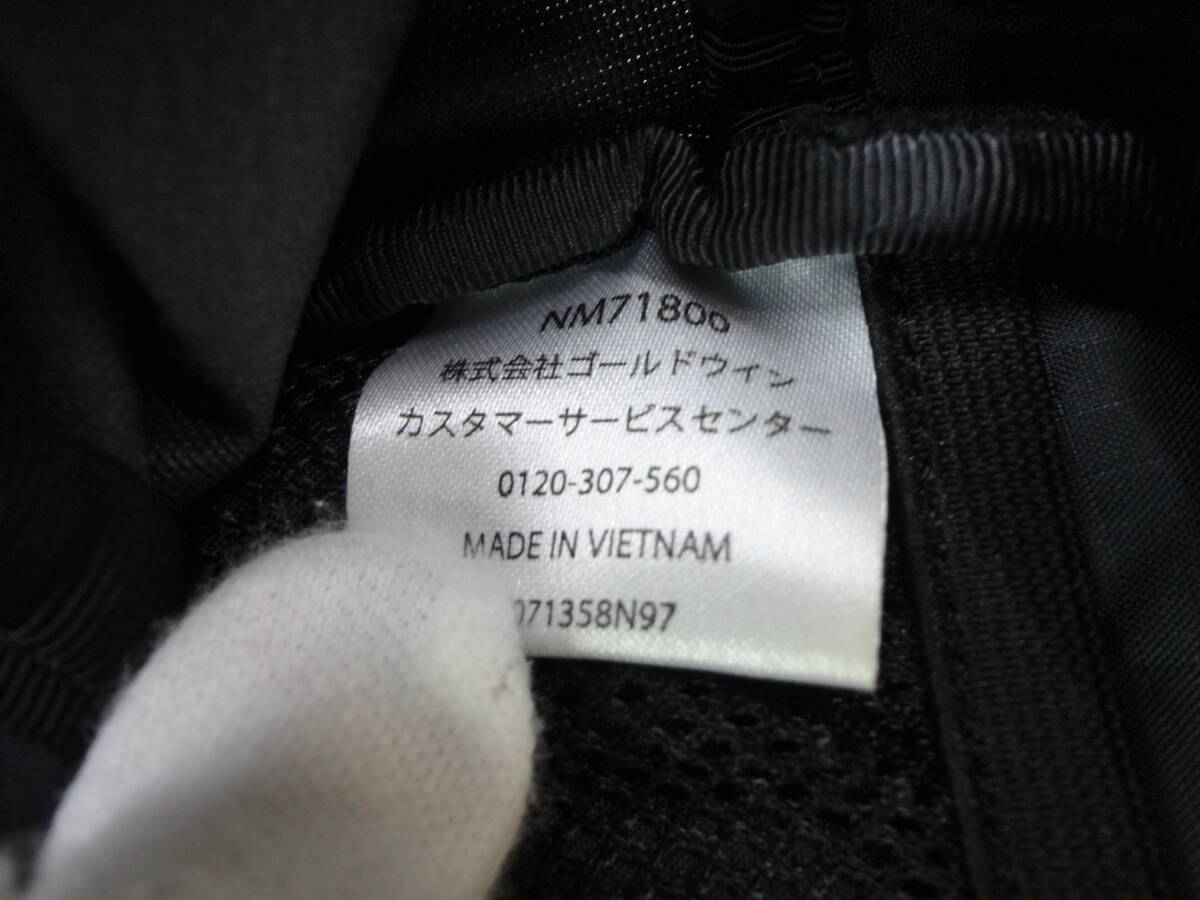 NM71800
株式会社ゴールドウィン
カスタマーサービスセンター
0120-307-560
MADE IN VIETNAM
071358N97